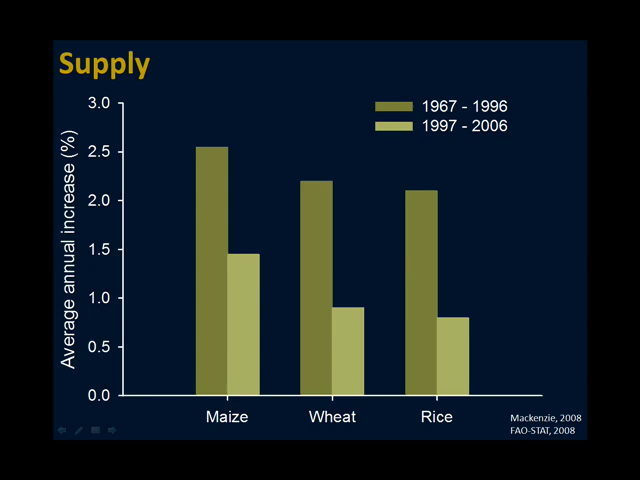 Supply
3.0
2.5
2.0
1.5
1.0
0.5
0.0
Average annual increase (%)
1967 - 1996
1997 - 2006
Maize
Wheat
Rice
Mackenzie, 2008
FAO-STAT, 2008